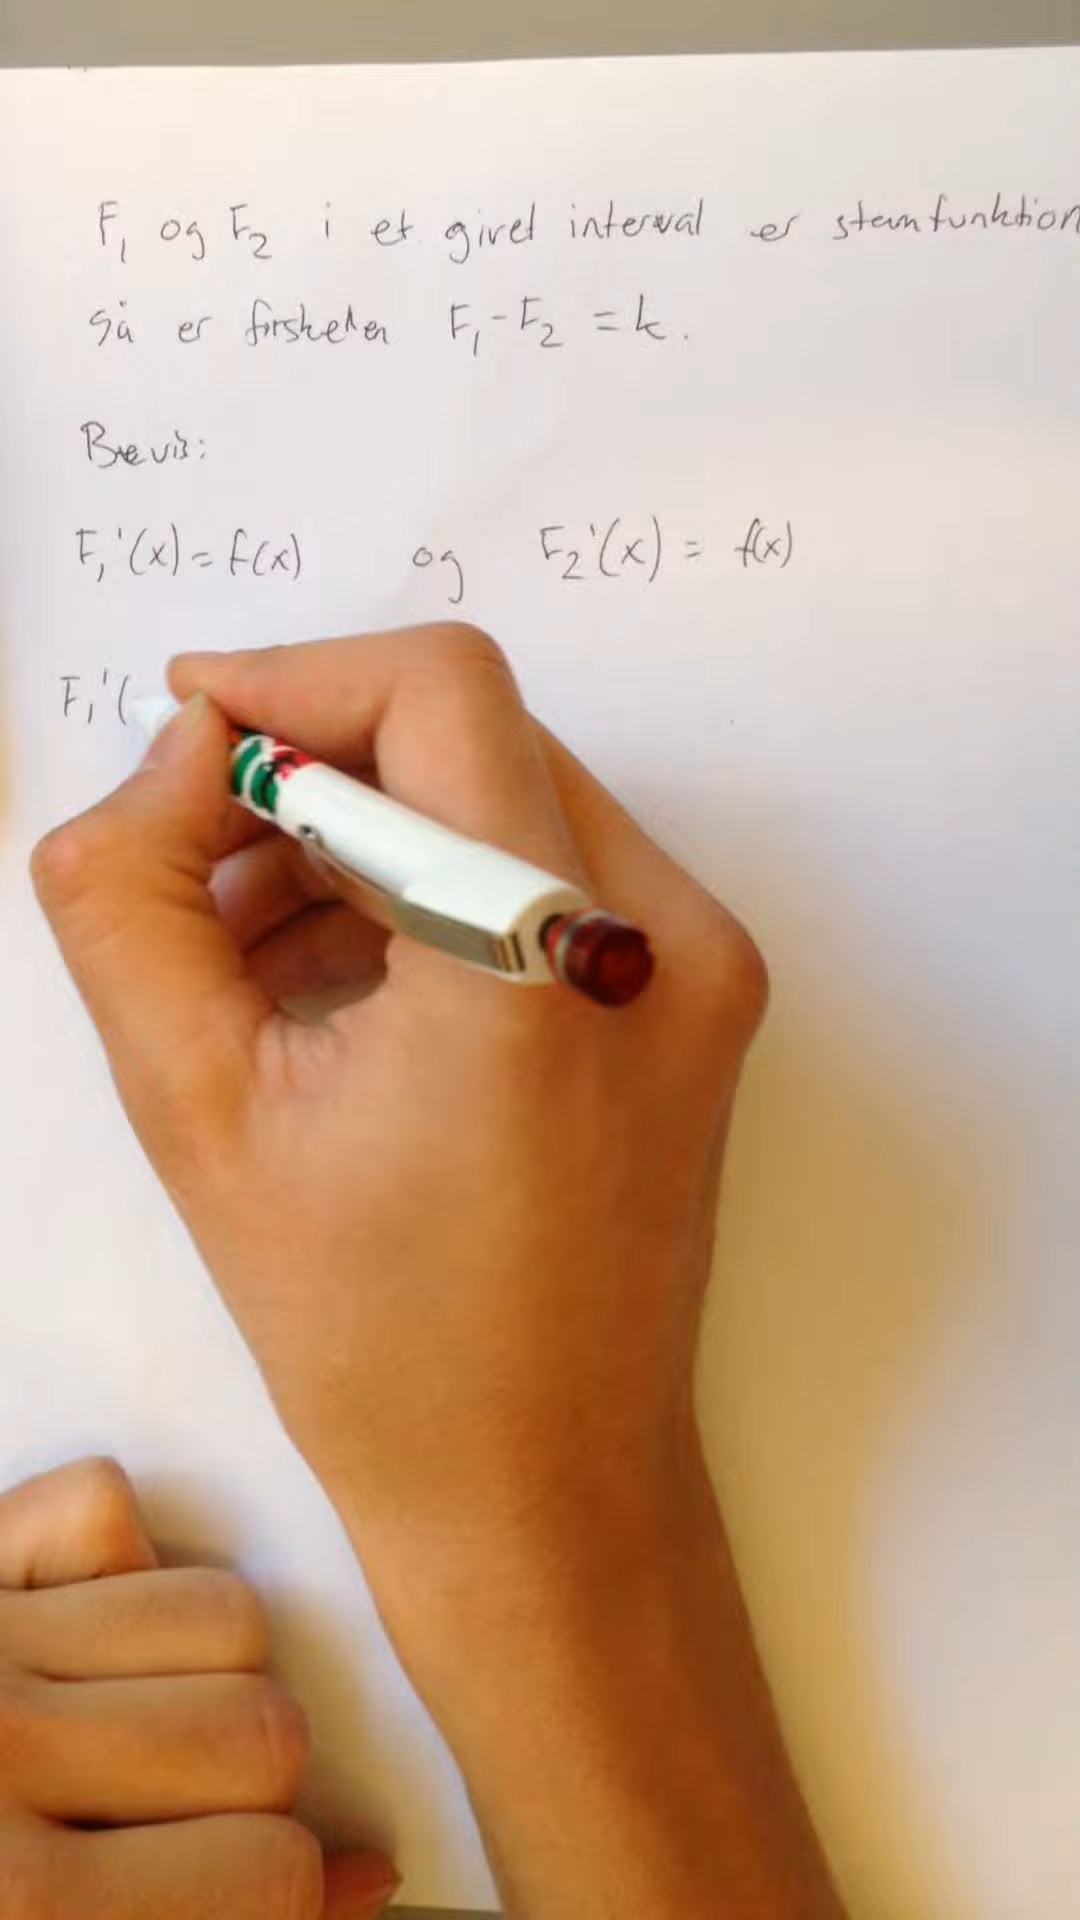 F₁ og F₂ i et givet interval er stamfunktion
så er forskellen F₁-F₂ = k.
Bevis:
F₁'(x) = f(x) og F₂'(x) = f(x)
F₁'(